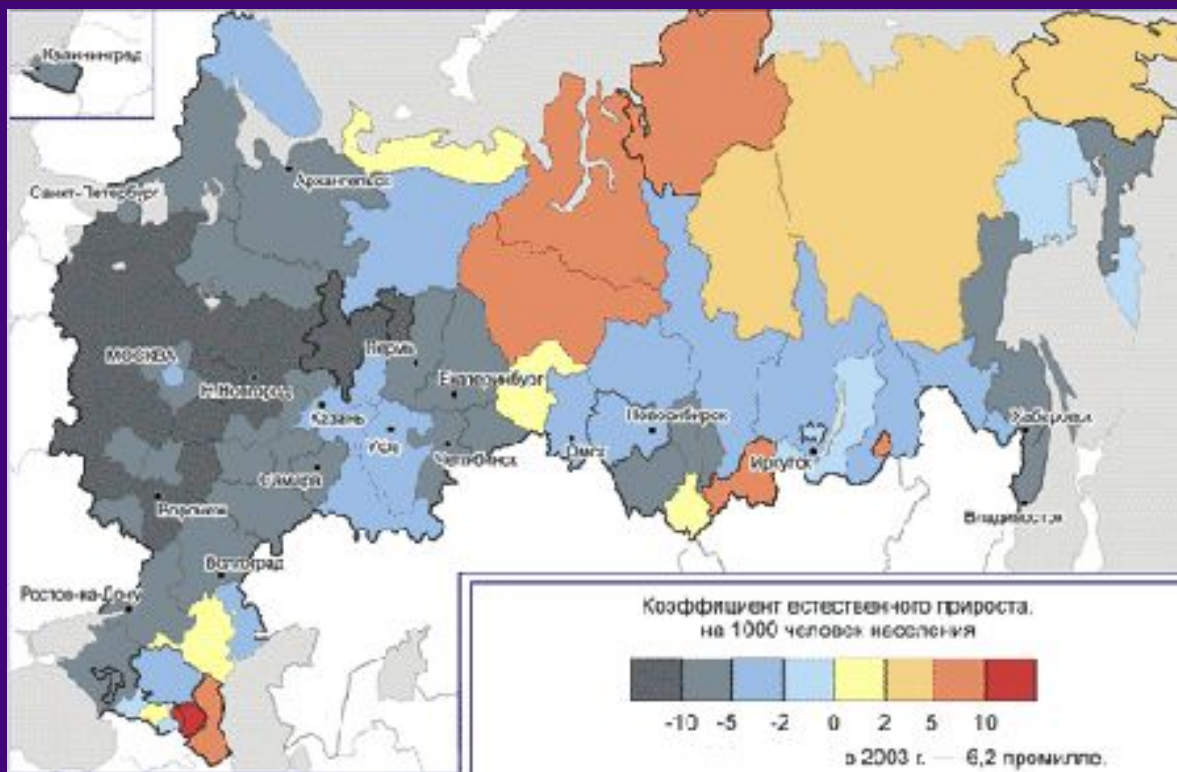 Калининград
Санкт-Петербург
Архангельск
МОСКВА
Н.Новгород
Пермь
Екатеринбург
Казань
Уфа
Челябинск
Самара
Воронеж
Волгоград
Ростов-на-Дону
Омск
Новосибирск
Иркутск
Хабаровск
Владивосток
Коэффициент естественного прироста,
на 1000 человек населения
-10 -5 -2 0 2 5 10
в 2003 г. — 6,2 промилле.